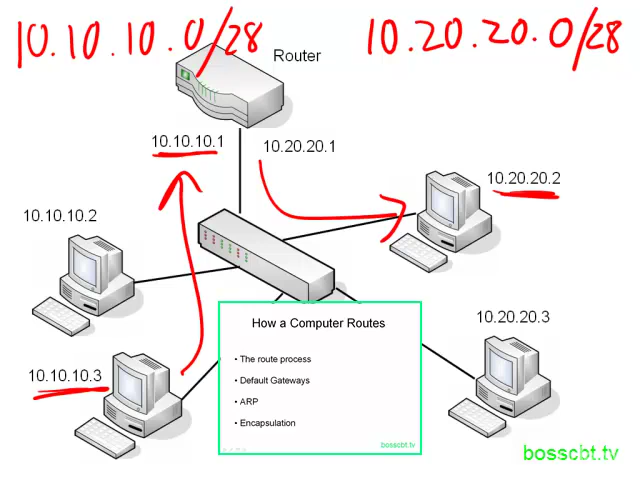 10.10.10.0/28
10.20.20.0/28
Router
10.10.10.1
10.20.20.1
10.20.20.2
10.10.10.2
10.20.20.3
10.10.10.3
How a Computer Routes
• The route process
• Default Gateways
• ARP
• Encapsulation
bosscbt.tv
bosscbt.tv